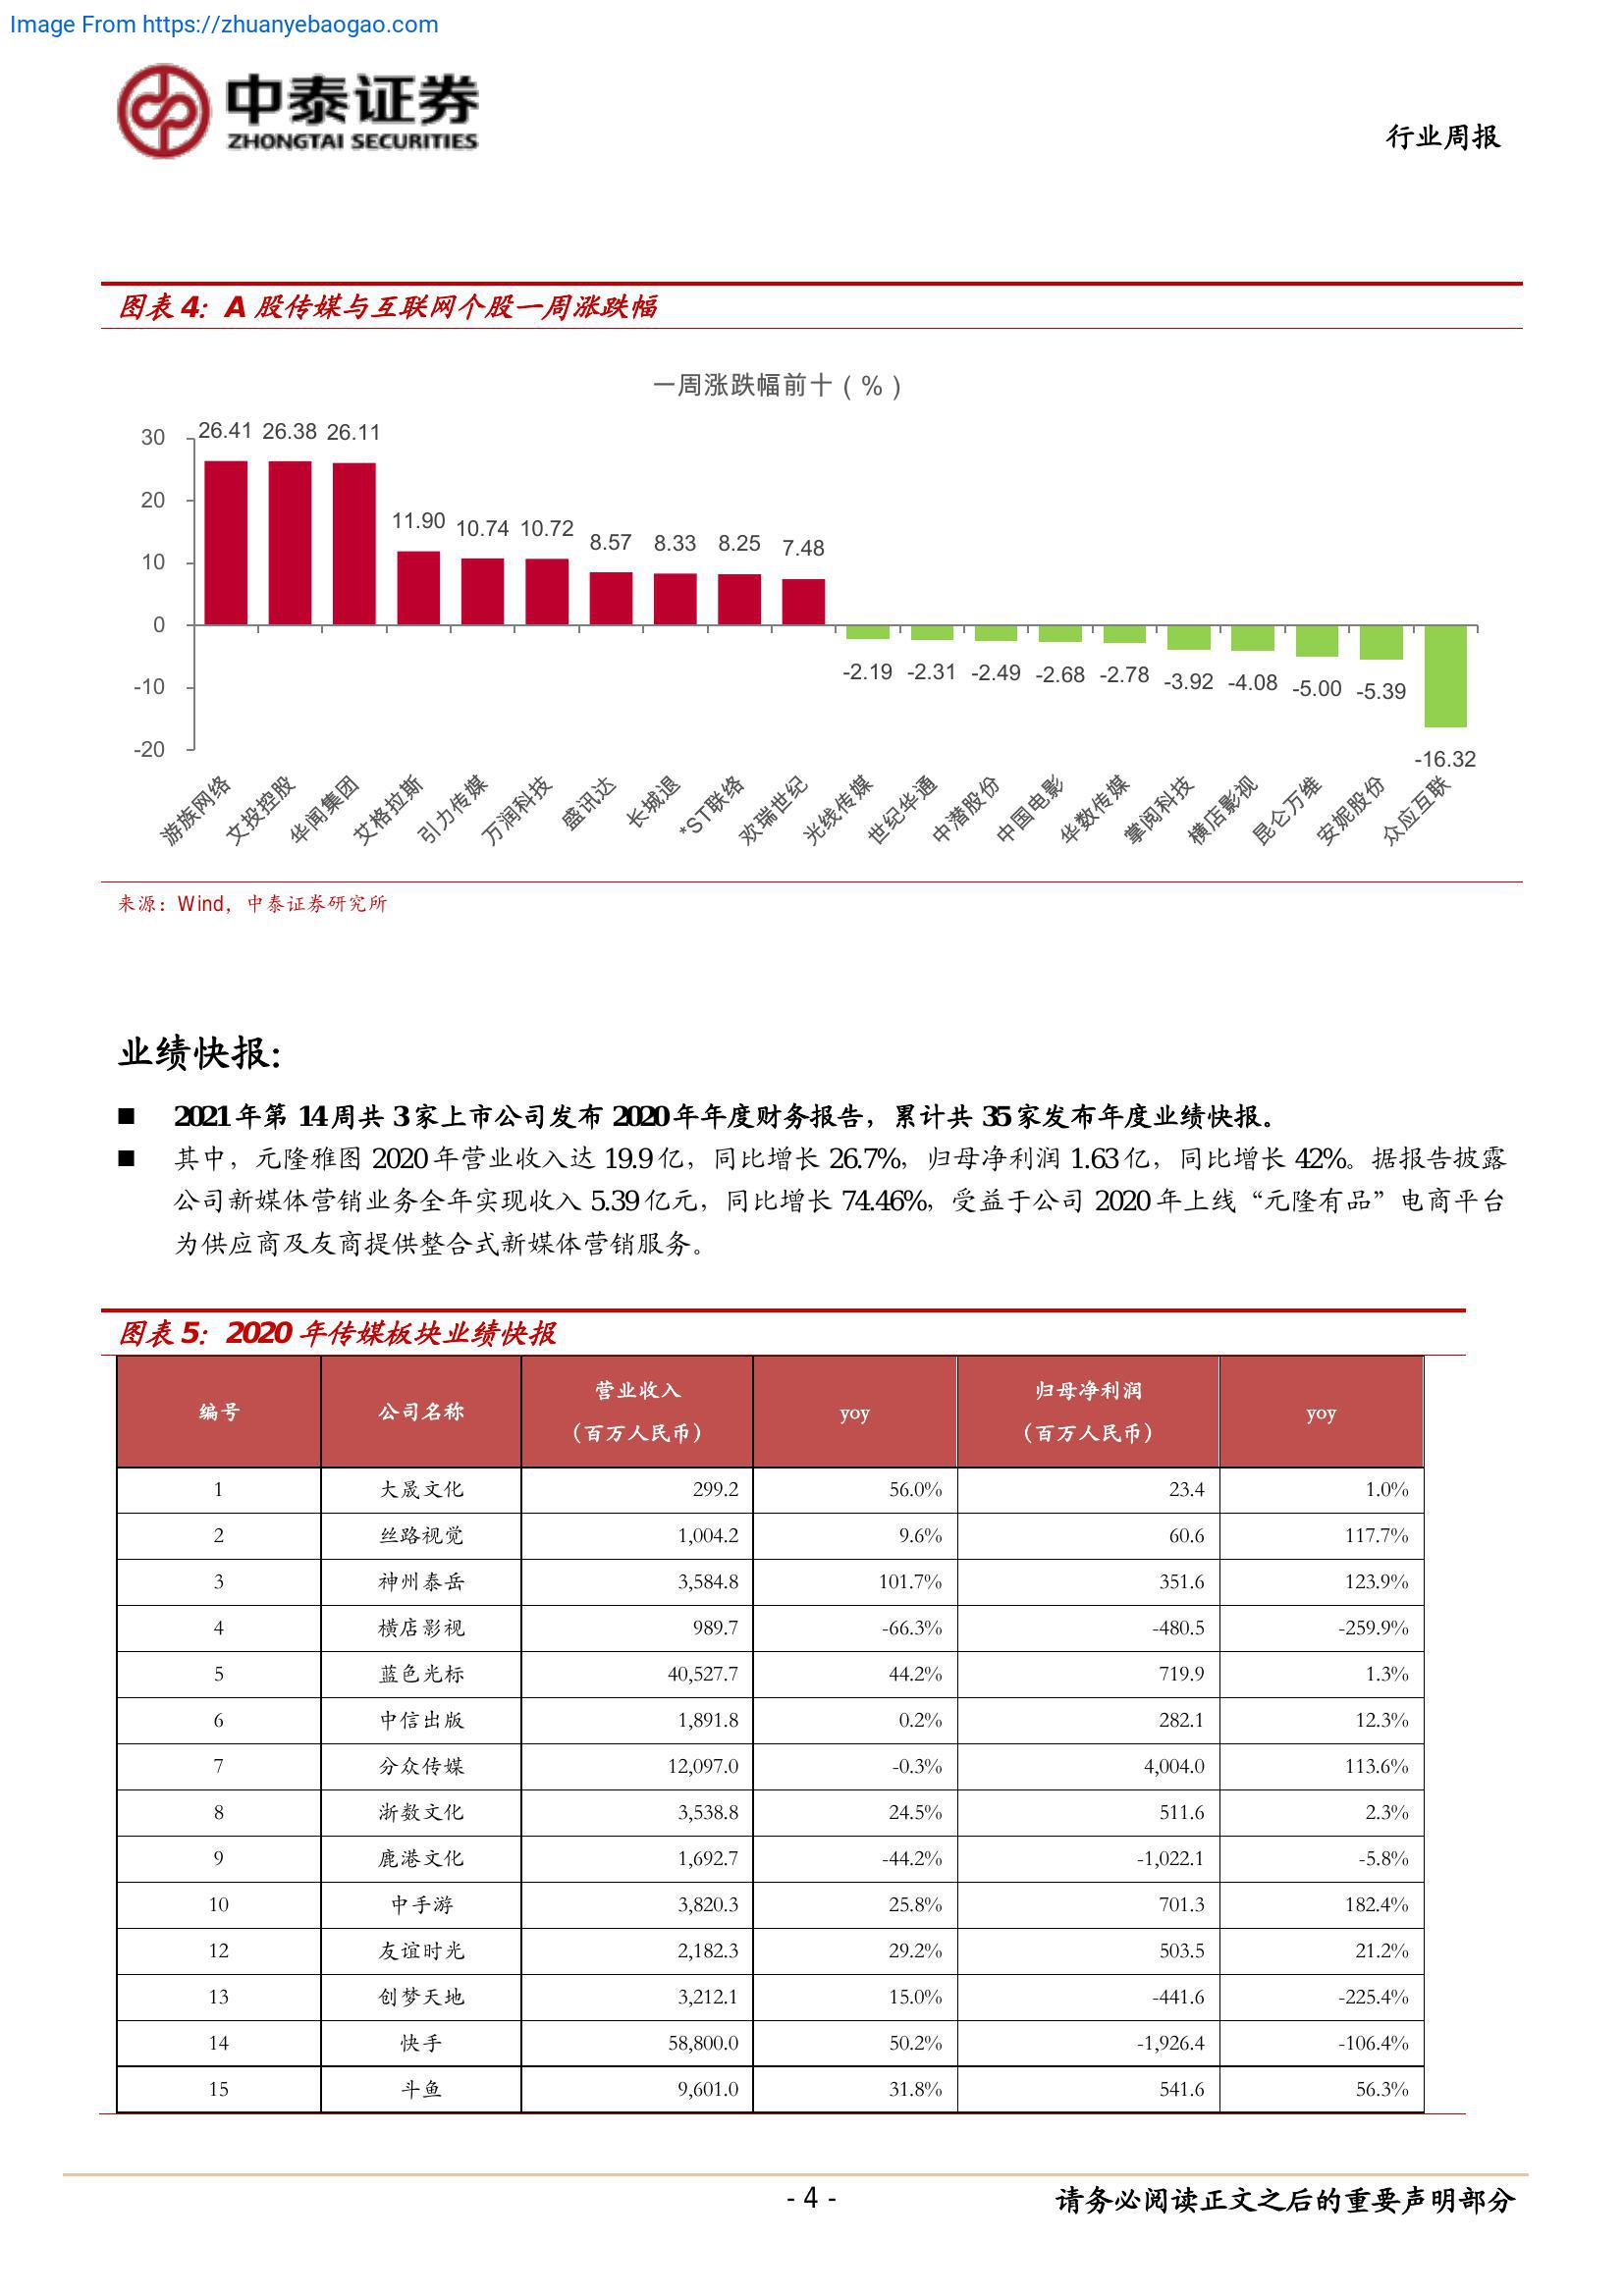 Image From https://zhuanyebaogao.com
中泰证券
ZHONGTAI SECURITIES
行业周报
图表 4：A 股传媒与互联网个股一周涨跌幅
一周涨跌幅前十（%）
30
20
10
0
-10
-20
26.41 26.38 26.11 11.90 10.74 10.72 8.57 8.33 8.25 7.48
-2.19 -2.31 -2.49 -2.68 -2.78 -3.92 -4.08 -5.00 -5.39 -16.32
游族网络 文投控股 华闻集团 艾格拉斯 引力传媒 万润科技 盛讯达 长城退 *ST联络 欢瑞世纪 光线传媒 世纪华通 中潜股份 中国电影 华数传媒 掌阅科技 横店影视 昆仑万维 安妮股份 众应互联
来源：Wind，中泰证券研究所
业绩快报：
■ 2021 年第 14 周共 3 家上市公司发布 2020 年年度财务报告，累计共 35 家发布年度业绩快报。
■ 其中，元隆雅图 2020 年营业收入达 19.9 亿，同比增长 26.7%，归母净利润 1.63 亿，同比增长 42%。据报告披露
公司新媒体营销业务全年实现收入 5.39 亿元，同比增长 74.46%，受益于公司 2020 年上线“元隆有品”电商平台
为供应商及友商提供整合式新媒体营销服务。
图表 5：2020 年传媒板块业绩快报
编号 公司名称 营业收入（百万人民币） yoy 归母净利润（百万人民币） yoy
1 大晟文化 299.2 56.0% 23.4 1.0%
2 丝路视觉 1,004.2 9.6% 60.6 117.7%
3 神州泰岳 3,584.8 101.7% 351.6 123.9%
4 横店影视 989.7 -66.3% -480.5 -259.9%
5 蓝色光标 40,527.7 44.2% 719.9 1.3%
6 中信出版 1,891.8 0.2% 282.1 12.3%
7 分众传媒 12,097.0 -0.3% 4,004.0 113.6%
8 浙数文化 3,538.8 24.5% 511.6 2.3%
9 鹿港文化 1,692.7 -44.2% -1,022.1 -5.8%
10 中手游 3,820.3 25.8% 701.3 182.4%
12 友谊时光 2,182.3 29.2% 503.5 21.2%
13 创梦天地 3,212.1 15.0% -441.6 -225.4%
14 快手 58,800.0 50.2% -1,926.4 -106.4%
15 斗鱼 9,601.0 31.8% 541.6 56.3%
- 4 -
请务必阅读正文之后的重要声明部分